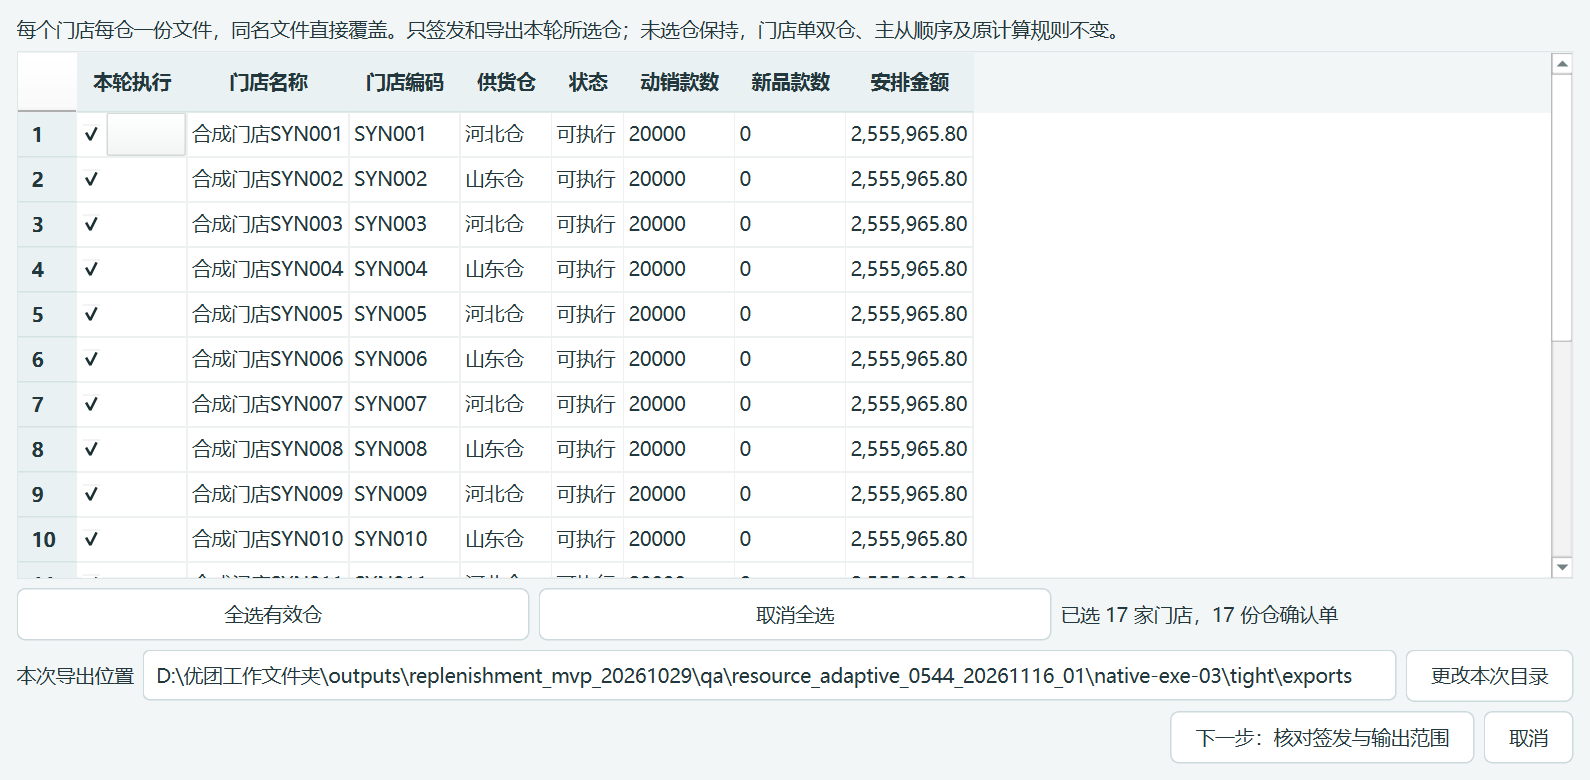 每个门店每仓一份文件，同名文件直接覆盖。只签发和导出本轮所选仓；未选仓保持，门店单双仓、主从顺序及原计算规则不变。
本轮执行 门店名称 门店编码 供货仓 状态 动销款数 新品款数 安排金额
1 ✓ 合成门店SYN001 SYN001 河北仓 可执行 20000 0 2,555,965.80
2 ✓ 合成门店SYN002 SYN002 山东仓 可执行 20000 0 2,555,965.80
3 ✓ 合成门店SYN003 SYN003 河北仓 可执行 20000 0 2,555,965.80
4 ✓ 合成门店SYN004 SYN004 山东仓 可执行 20000 0 2,555,965.80
5 ✓ 合成门店SYN005 SYN005 河北仓 可执行 20000 0 2,555,965.80
6 ✓ 合成门店SYN006 SYN006 山东仓 可执行 20000 0 2,555,965.80
7 ✓ 合成门店SYN007 SYN007 河北仓 可执行 20000 0 2,555,965.80
8 ✓ 合成门店SYN008 SYN008 山东仓 可执行 20000 0 2,555,965.80
9 ✓ 合成门店SYN009 SYN009 河北仓 可执行 20000 0 2,555,965.80
10 ✓ 合成门店SYN010 SYN010 山东仓 可执行 20000 0 2,555,965.80
全选有效仓 取消全选 已选 17 家门店，17 份仓确认单
本次导出位置 D:\优团工作文件夹\outputs\replenishment_mvp_20261029\qa\resource_adaptive_0544_20261116_01\native-exe-03\tight\exports 更改本次目录
下一步：核对签发与输出范围 取消